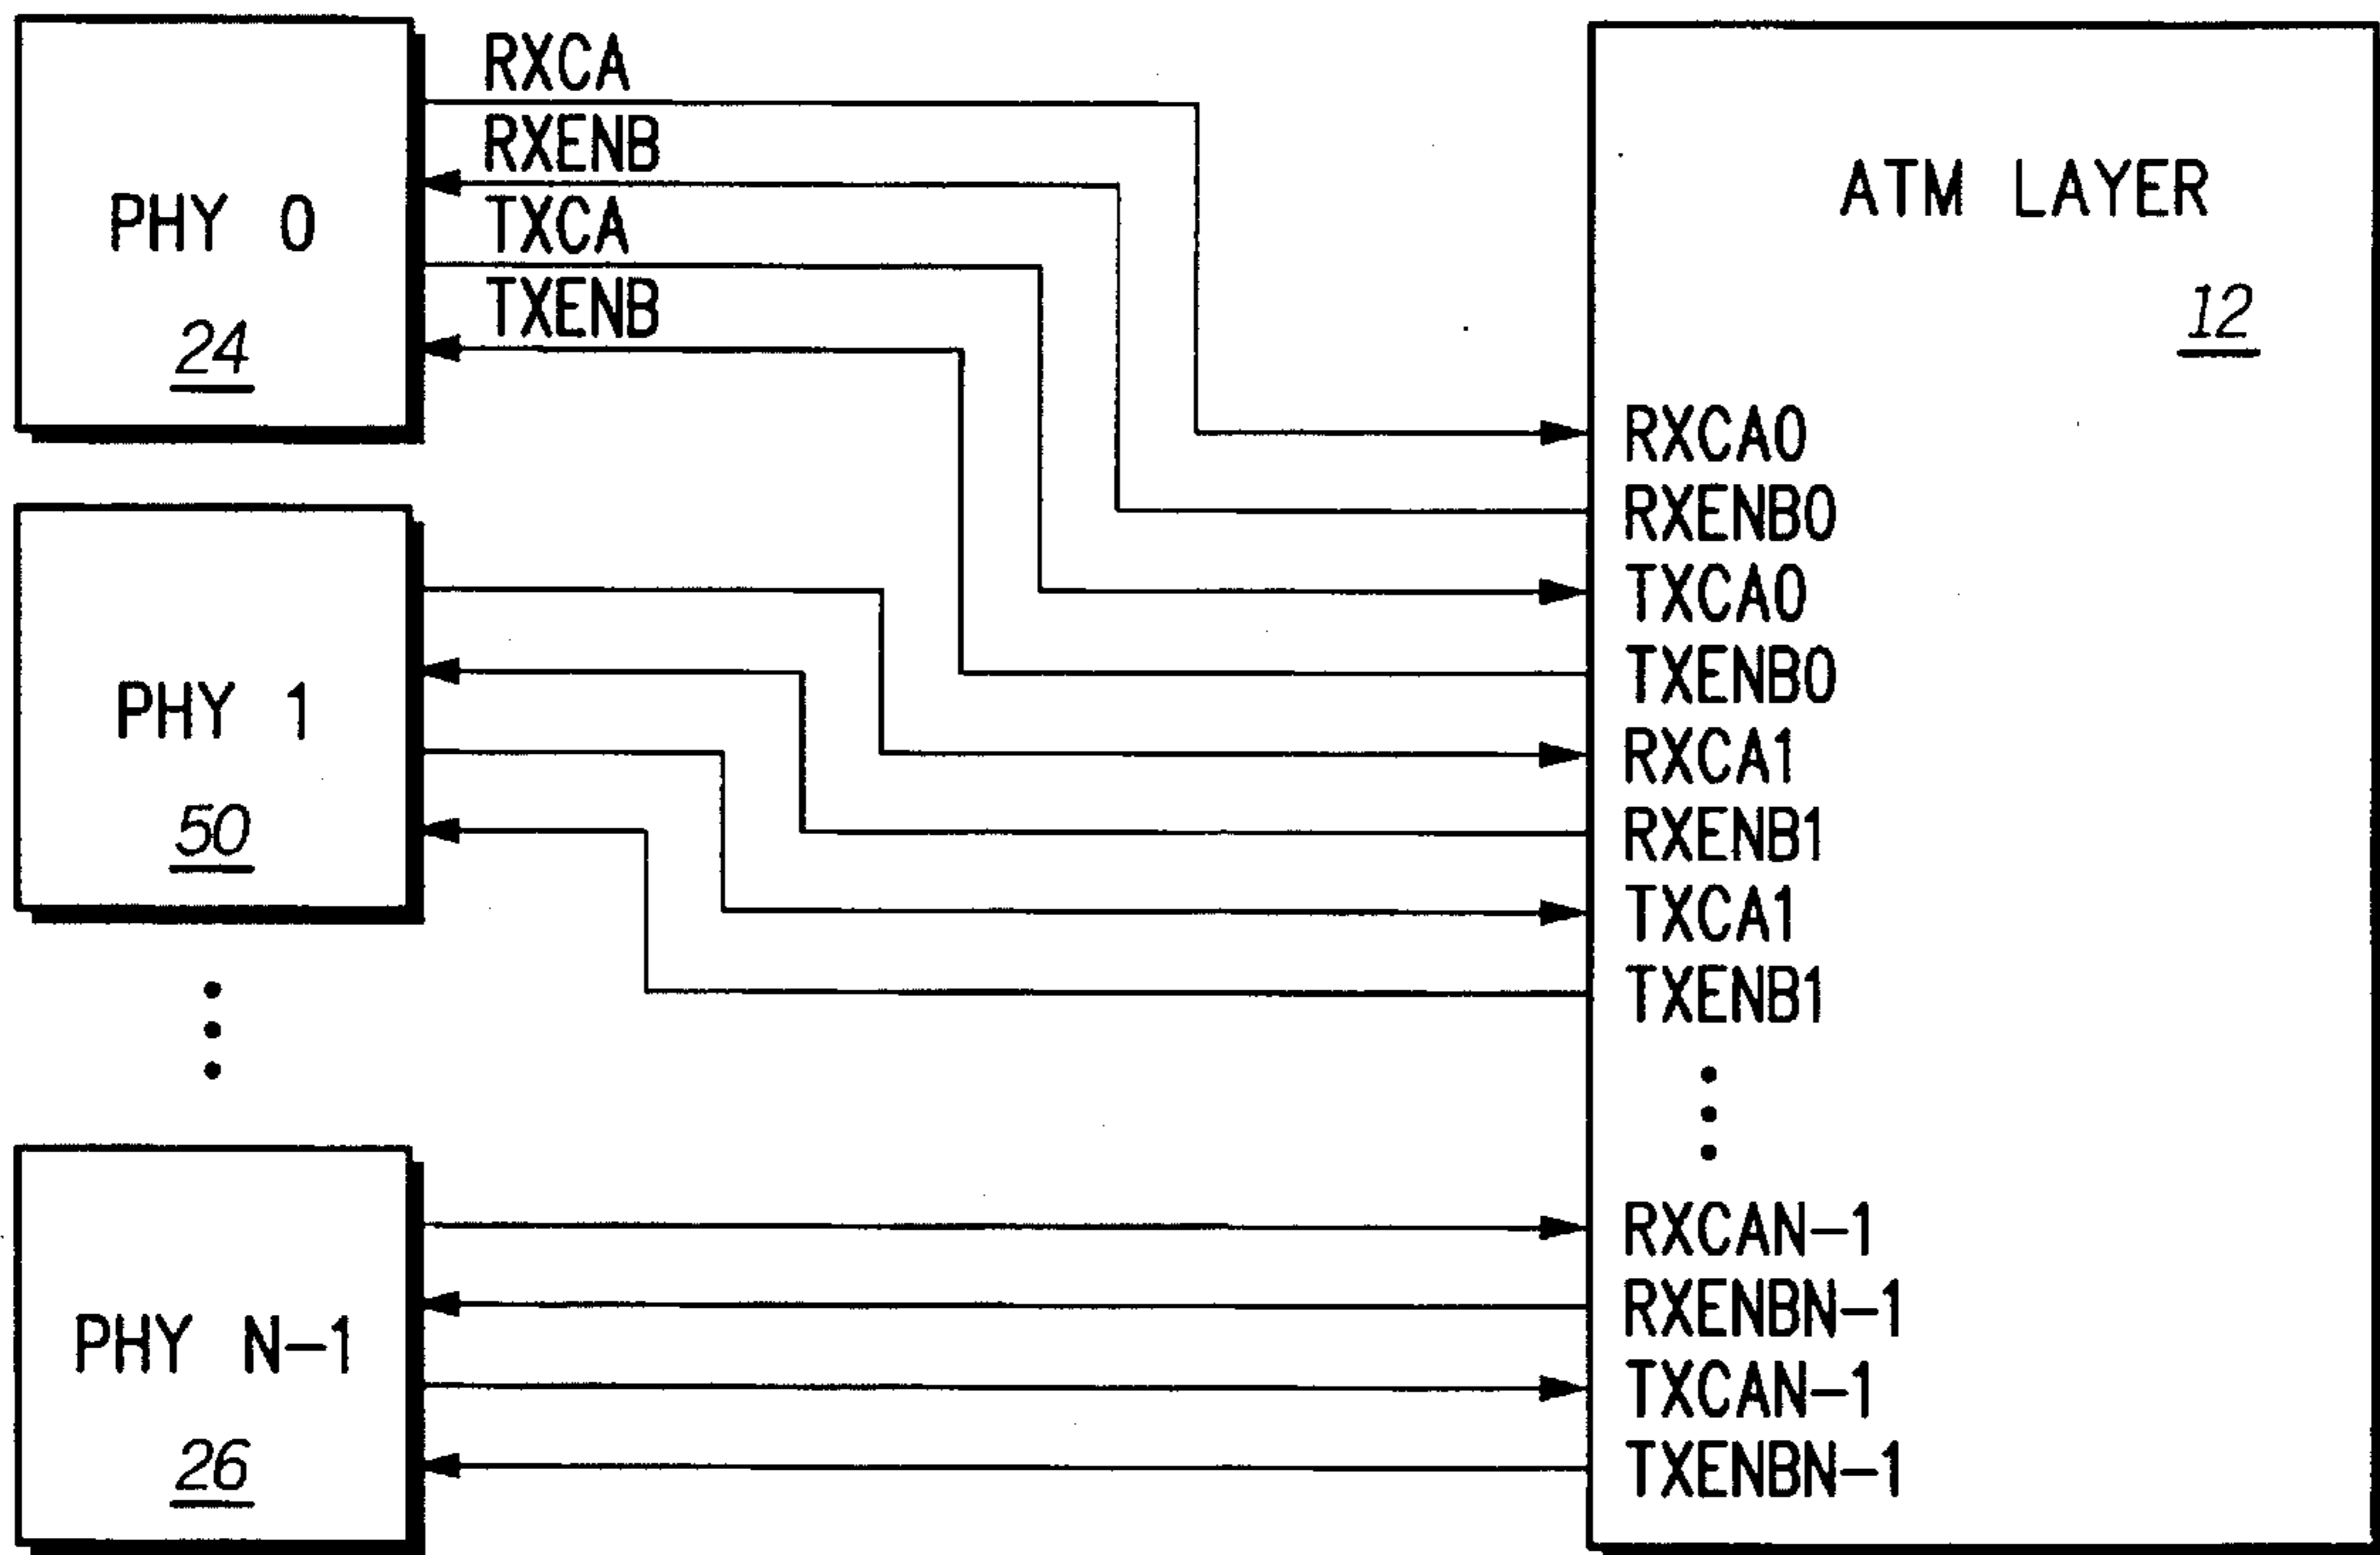 RXCA
RXENB
TXCA
TXENB
PHY 0
24
PHY 1
50
PHY N-1
26
ATM LAYER
12
RXCA0
RXENB0
TXCA0
TXENB0
RXCA1
RXENB1
TXCA1
TXENB1
RXCAN-1
RXENBN-1
TXCAN-1
TXENBN-1